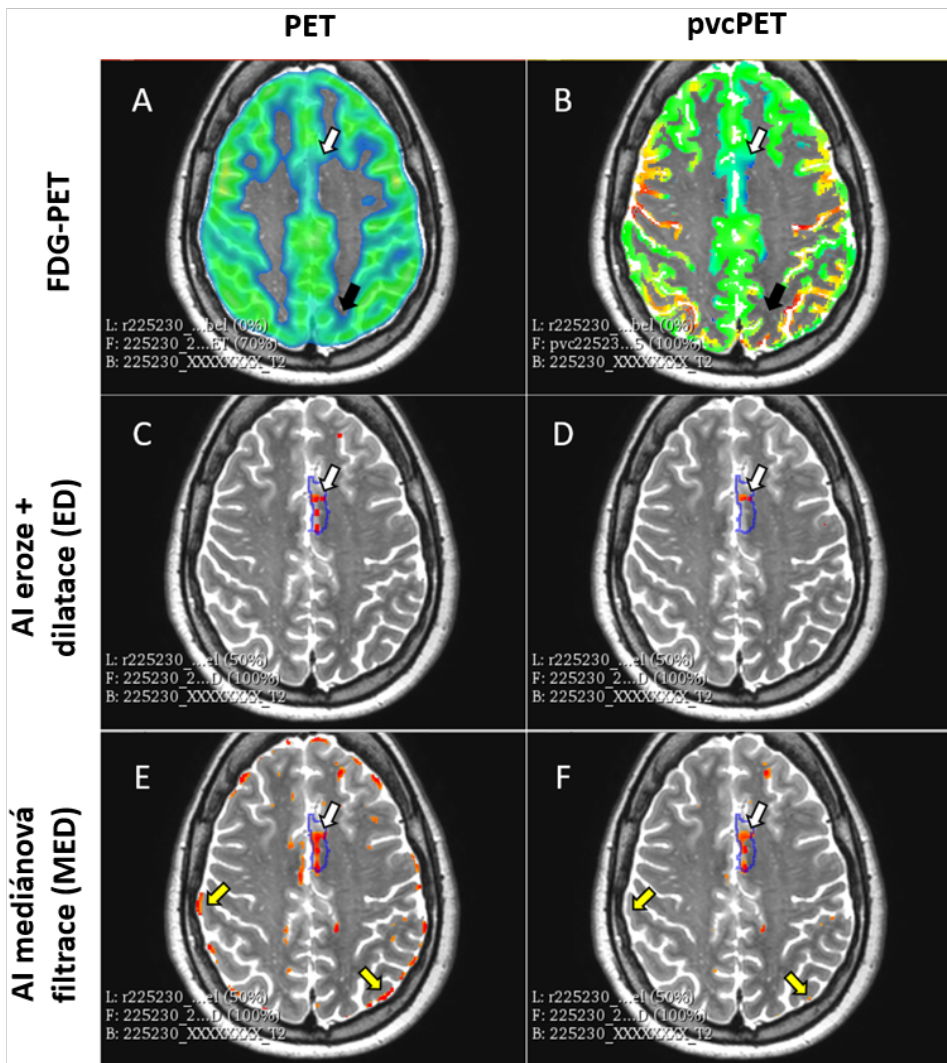 PET
pvcPET
FDG-PET
A
L: r225230_...bel (0%)
F: 225230_2...ET (70%)
B: 225230_XXXXXXXX_T2
B
L: r225230_...bel (0%)
F: pvc22523...5 (100%)
B: 225230_XXXXXXXX_T2
AI eroze +
dilatace (ED)
C
L: r225230_...el (50%)
F: 225230_2...D (100%)
B: 225230_XXXXXXXX_T2
D
L: r225230_...el (50%)
F: 225230_2...D (100%)
B: 225230_XXXXXXXX_T2
AI mediánová
filtrace (MED)
E
L: r225230_...el (50%)
F: 225230_2...D (100%)
B: 225230_XXXXXXXX_T2
F
L: r225230_...el (50%)
F: 225230_2...D (100%)
B: 225230_XXXXXXXX_T2